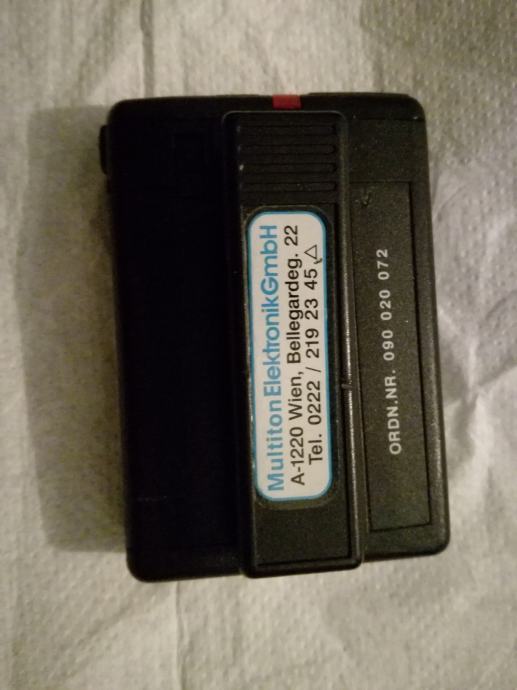 Multiton Elektronik GmbH
A-1220 Wien, Bellegardeg. 22
Tel. 0222 / 219 23 45 △
ORDN.NR. 090 020 072